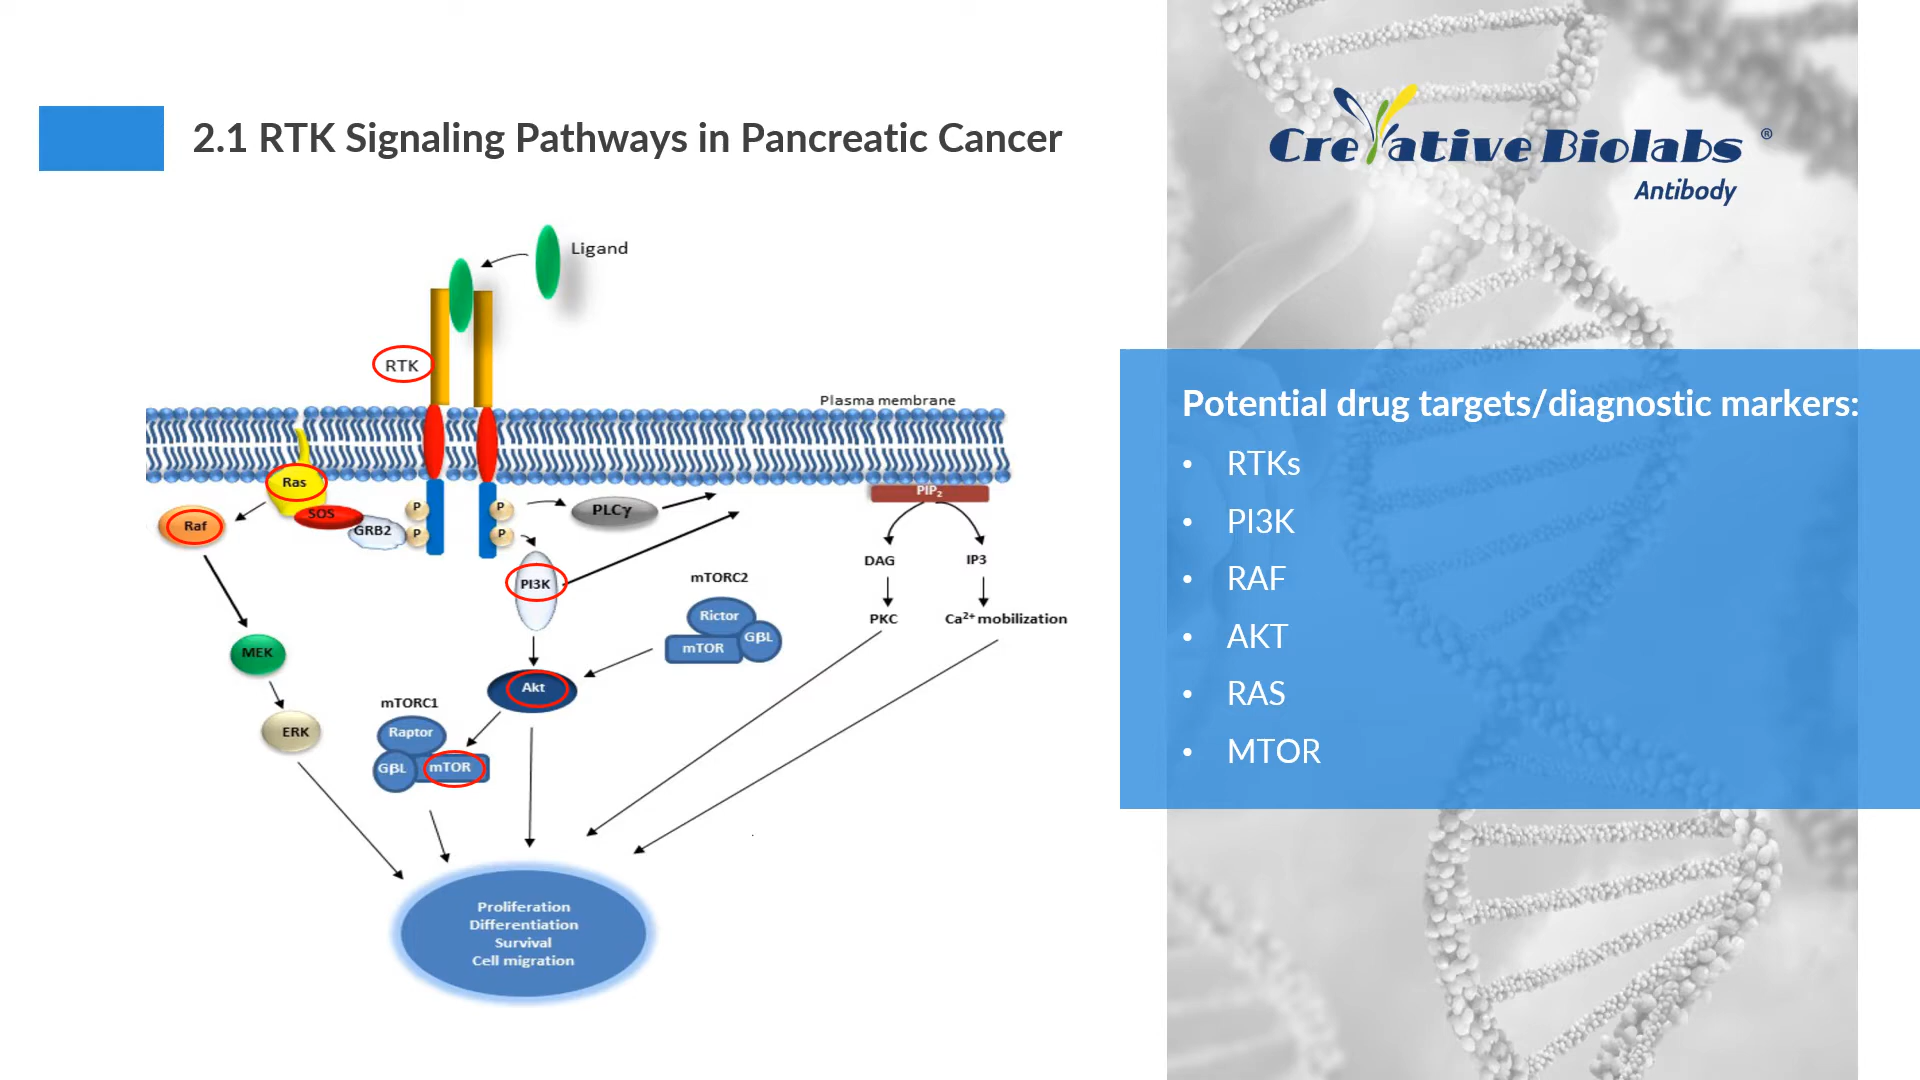 2.1 RTK Signaling Pathways in Pancreatic Cancer
CreYative Biolabs ®
Antibody
Ligand
RTK
Plasma membrane
Ras
SOS
GRB2
Raf
P
P
P
P
PLCγ
PIP2
PI3K
DAG
IP3
mTORC2
Rictor
GβL
mTOR
PKC
Ca2+ mobilization
MEK
Akt
mTORC1
Raptor
GβL
mTOR
ERK
Proliferation
Differentiation
Survival
Cell migration
Potential drug targets/diagnostic markers:
• RTKs
• PI3K
• RAF
• AKT
• RAS
• MTOR